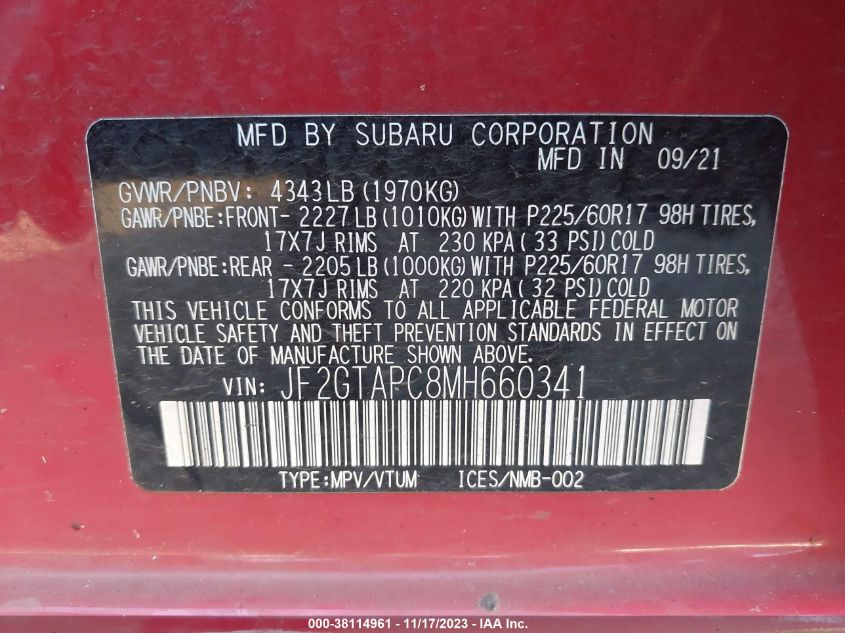 MFD BY SUBARU CORPORATION
MFD IN 09/21
GVWR/PNBV: 4343LB (1970KG)
GAWR/PNBE:FRONT- 2227LB (1010KG) WITH P225/60R17 98H TIRES,
17X7J RIMS AT 230 KPA (33 PSI) COLD
GAWR/PNBE:REAR - 2205LB (1000KG) WITH P225/60R17 98H TIRES,
17X7J RIMS AT 220 KPA (32 PSI) COLD
THIS VEHICLE CONFORMS TO ALL APPLICABLE FEDERAL MOTOR
VEHICLE SAFETY AND THEFT PREVENTION STANDARDS IN EFFECT ON
THE DATE OF MANUFACTURE SHOWN ABOVE.
VIN: JF2GTAPC8MH660341
TYPE:MPV/VTUM ICES/NMB-002
000-38114961 - 11/17/2023 - IAA Inc.